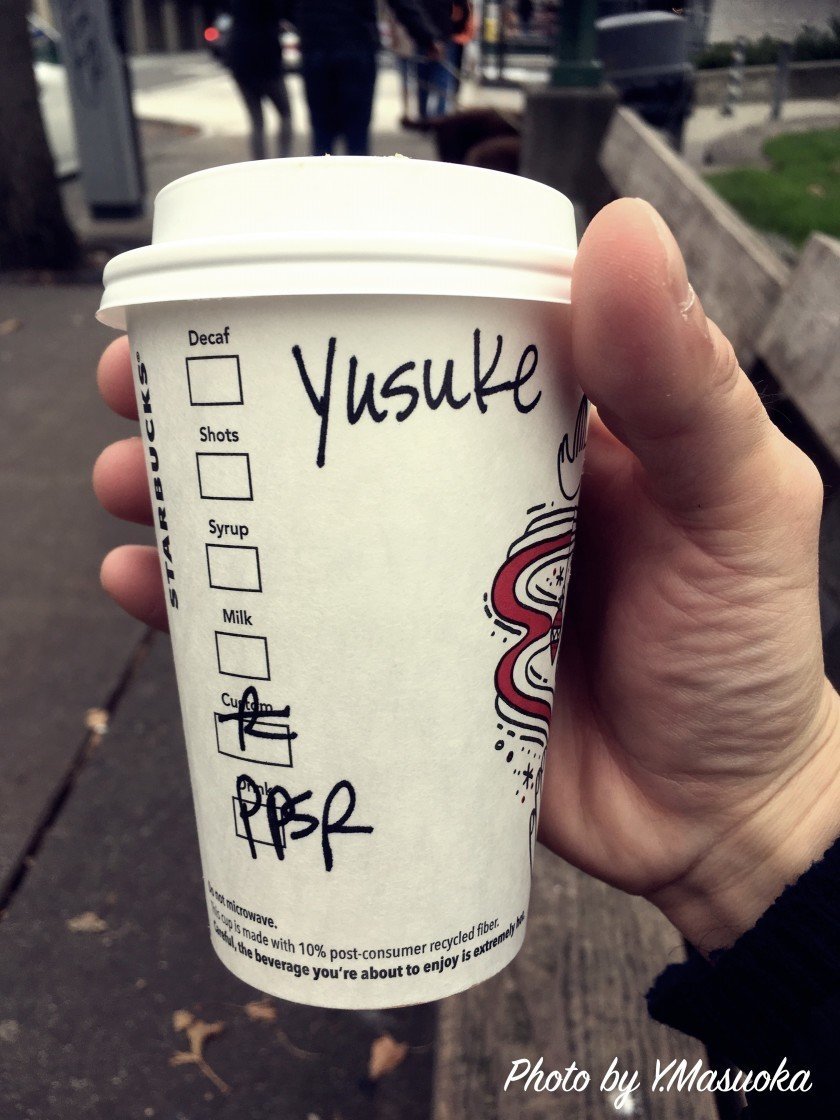 Decaf
Yusuke
Shots
STARBUCKS®
Syrup
Milk
Custom
Drink
PPSR
Do not microwave.
This cup is made with 10% post-consumer recycled fiber.
Careful, the beverage you're about to enjoy is extremely hot.
Photo by Y.Masuoka